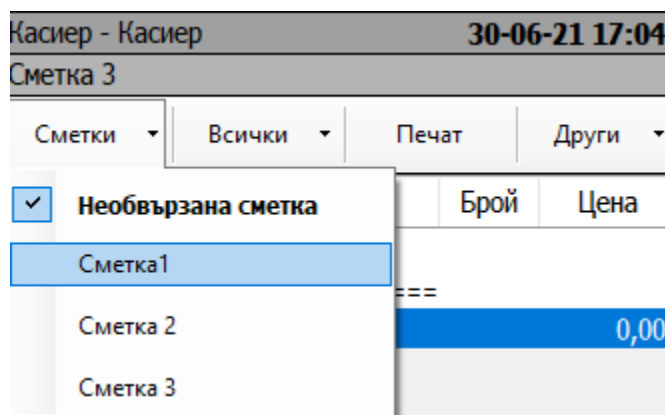 Касиер - Касиер 30-06-21 17:04
Сметка 3
Сметки Всички Печат Други
Необвързана сметка Брой Цена
Сметка1
===
Сметка 2 0,00
Сметка 3